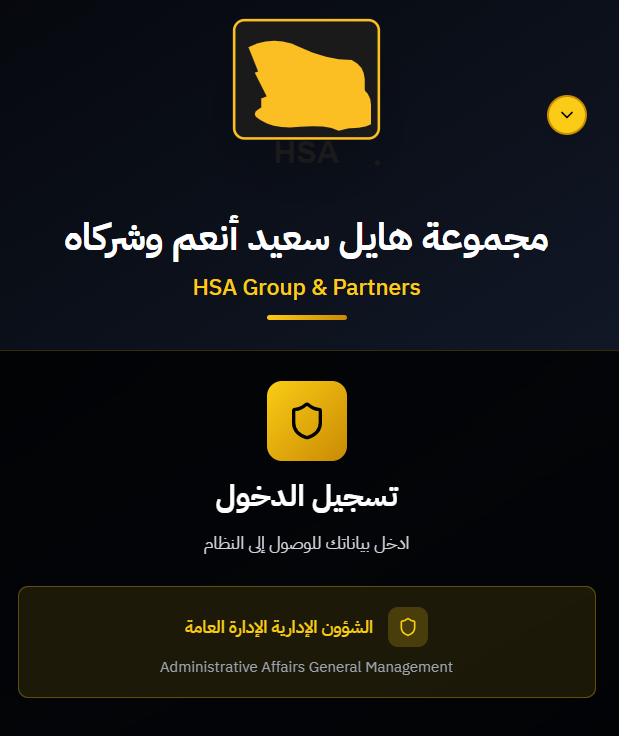 HSA
مجموعة هايل سعيد أنعم وشركاه
HSA Group & Partners
تسجيل الدخول
ادخل بياناتك للوصول إلى النظام
الشؤون الإدارية الإدارة العامة
Administrative Affairs General Management